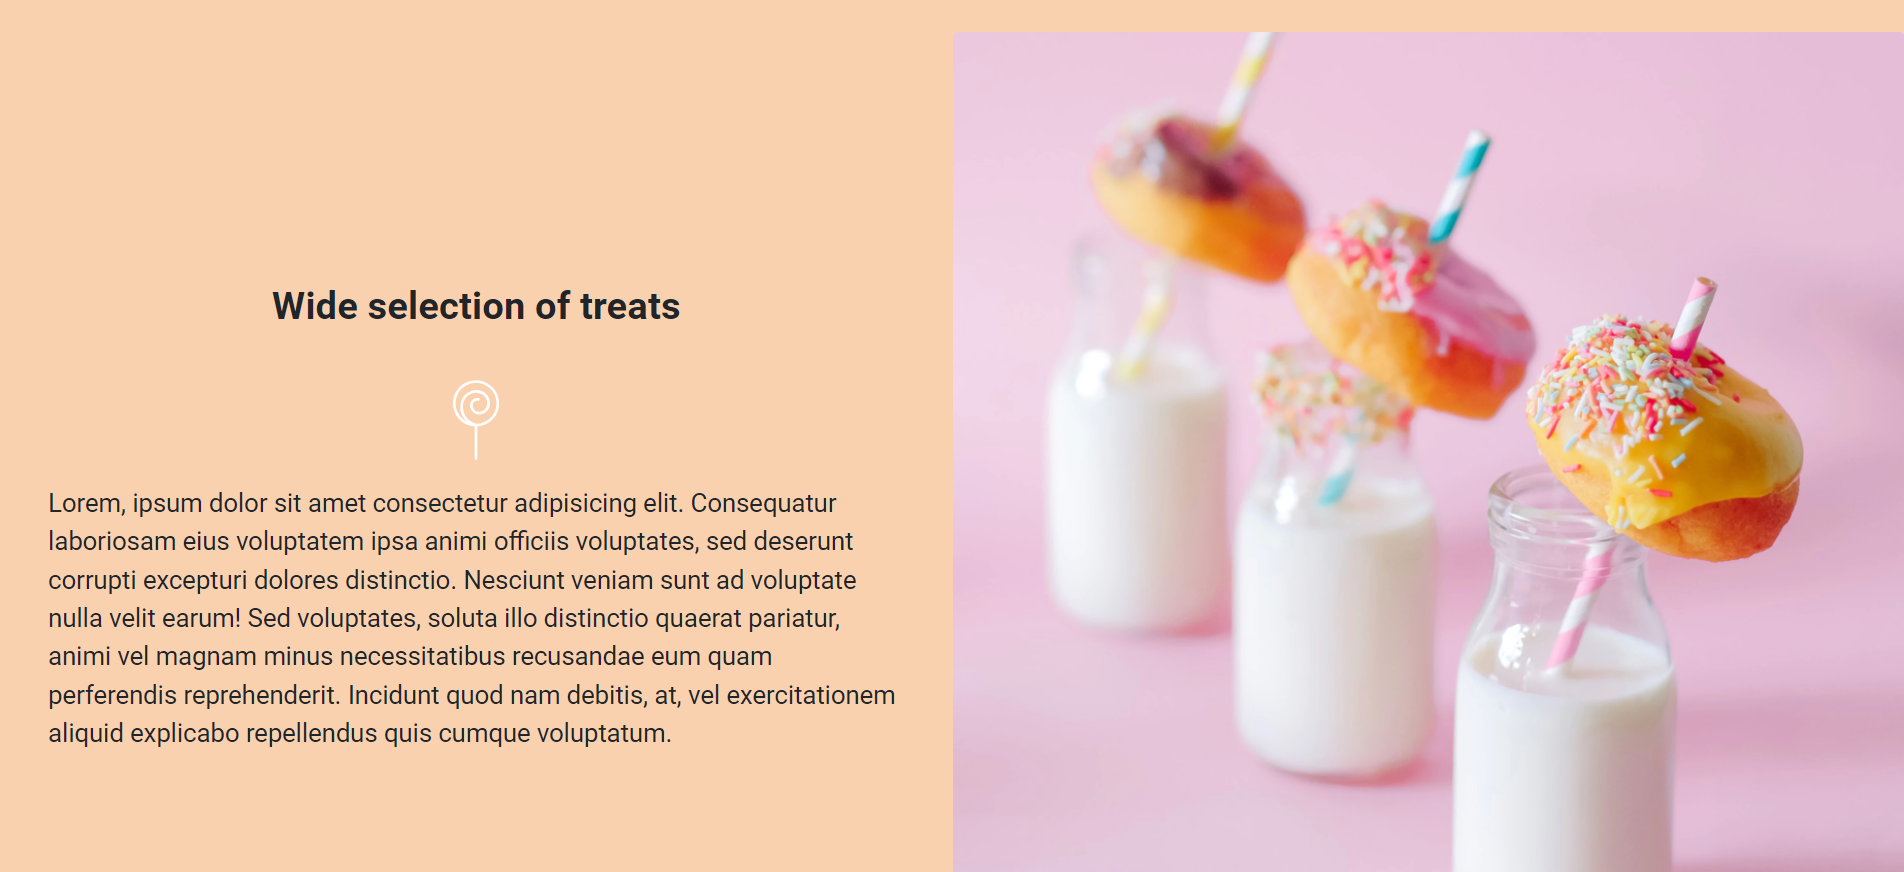 Wide selection of treats
Lorem, ipsum dolor sit amet consectetur adipisicing elit. Consequatur
laboriosam eius voluptatem ipsa animi officiis voluptates, sed deserunt
corrupti excepturi dolores distinctio. Nesciunt veniam sunt ad voluptate
nulla velit earum! Sed voluptates, soluta illo distinctio quaerat pariatur,
animi vel magnam minus necessitatibus recusandae eum quam
perferendis reprehenderit. Incidunt quod nam debitis, at, vel exercitationem
aliquid explicabo repellendus quis cumque voluptatum.